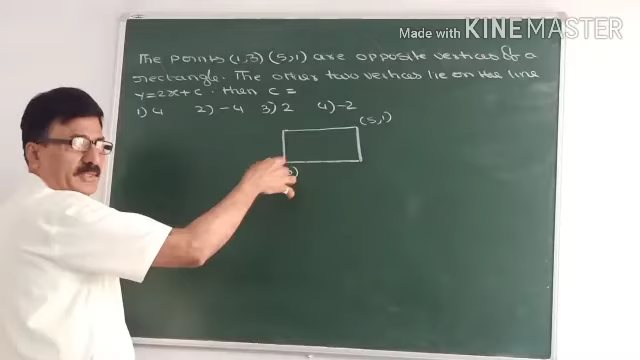 Made with KINEMASTER
The points (1,3) (5,1) are opposite vertices of a
rectangle. The other two vertices lie on the line
y=2x+c. then c =
1) 4 2) -4 3) 2 4) -2
(5,1)